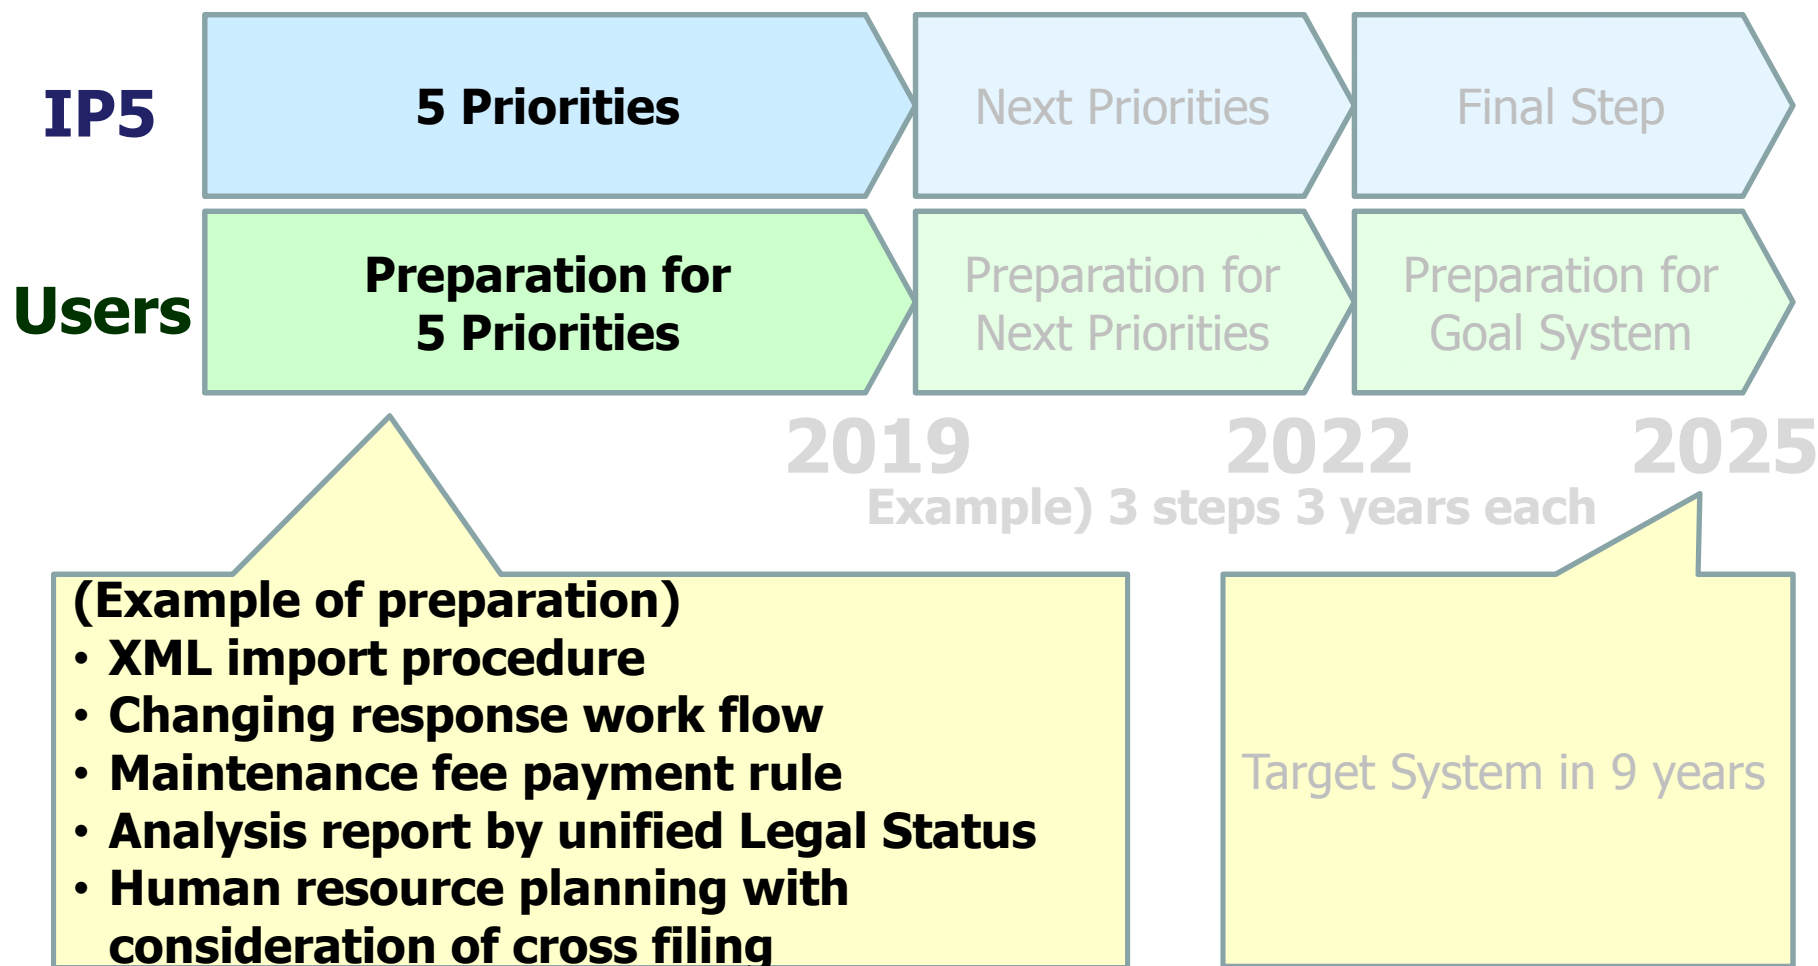 IP5
5 Priorities
Next Priorities
Final Step
Users
Preparation for
5 Priorities
Preparation for
Next Priorities
Preparation for
Goal System
2019
2022
2025
Example) 3 steps 3 years each
(Example of preparation)
• XML import procedure
• Changing response work flow
• Maintenance fee payment rule
• Analysis report by unified Legal Status
• Human resource planning with
consideration of cross filing
Target System in 9 years